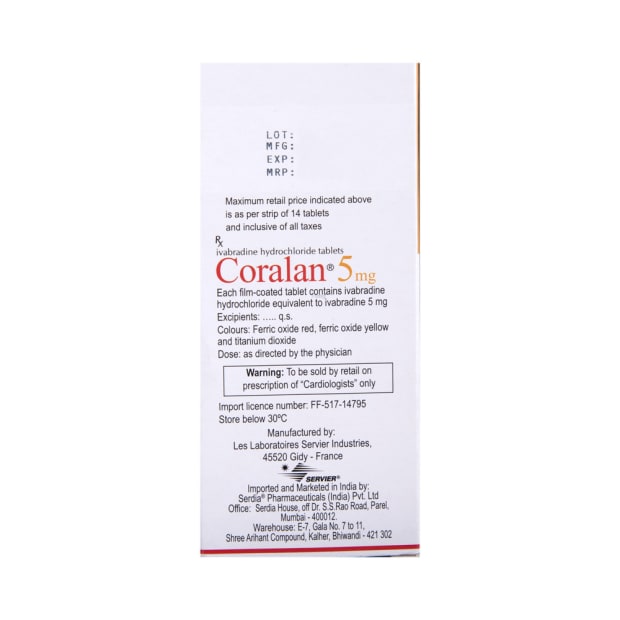 LOT:
MFG:
EXP:
MRP:
Maximum retail price indicated above
is as per strip of 14 tablets
and inclusive of all taxes
Rx
ivabradine hydrochloride tablets
Coralan® 5 mg
Each film-coated tablet contains ivabradine
hydrochloride equivalent to ivabradine 5 mg
Excipients: ..... q.s.
Colours: Ferric oxide red, ferric oxide yellow
and titanium dioxide
Dose: as directed by the physician
Warning: To be sold by retail on
prescription of "Cardiologists" only
Import licence number: FF-517-14795
Store below 30ºC
Manufactured by:
Les Laboratoires Servier Industries,
45520 Gidy - France
SERVIER®
Imported and Marketed in India by:
Serdia® Pharmaceuticals (India) Pvt. Ltd
Office: Serdia House, off Dr. S.S.Rao Road, Parel,
Mumbai - 400012.
Warehouse: E-7, Gala No. 7 to 11,
Shree Arihant Compound, Kalher, Bhiwandi - 421 302